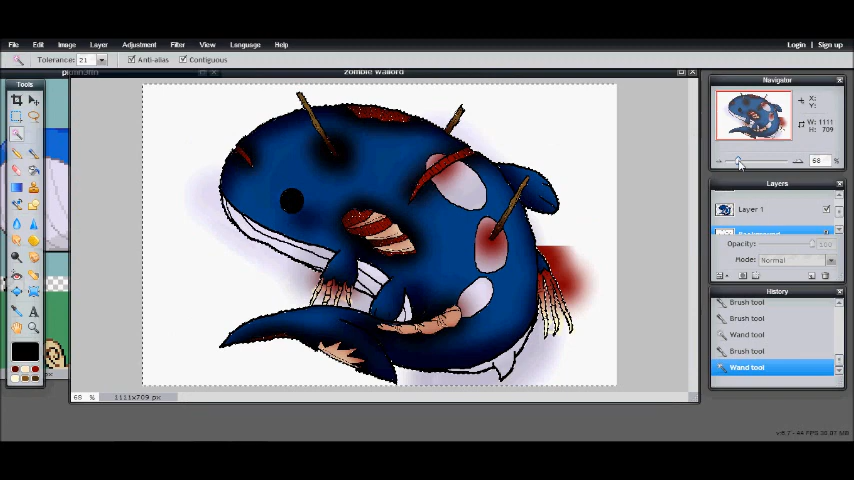 File Edit Image Layer Adjustment Filter View Language Help
Login | Sign up
Tolerance: 21 Anti-alias Contiguous
zombie wailord
Tools
Navigator
X:
Y:
W: 1111
H: 709
68 %
Layers
Layer 1
Background
Opacity: 100
Mode: Normal
History
Brush tool
Brush tool
Wand tool
Brush tool
Wand tool
68 % 1111x709 px